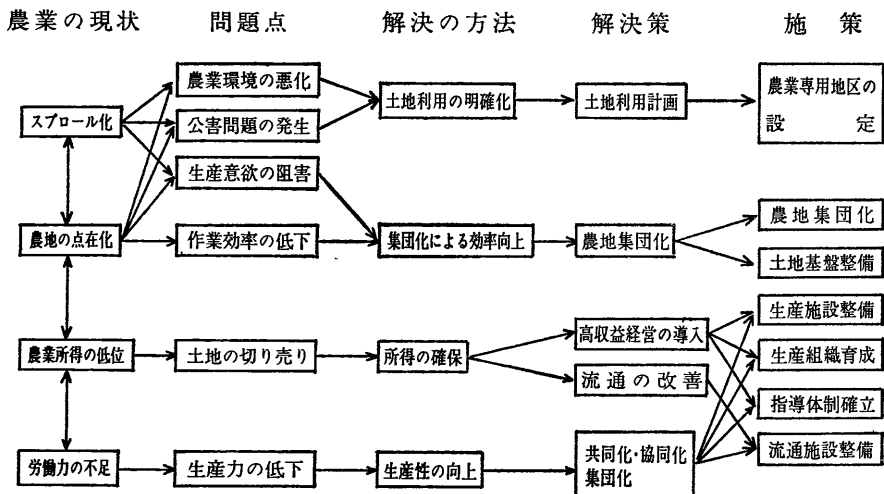 農業の現状 問題点 解決の方法 解決策 施策
スプロール化
農地の点在化
農業所得の低位
労働力の不足
農業環境の悪化
公害問題の発生
生産意欲の阻害
作業効率の低下
土地の切り売り
生産力の低下
土地利用の明確化
集団化による効率向上
所得の確保
生産性の向上
土地利用計画
農地集団化
高収益経営の導入
流通の改善
共同化・協同化
集団化
農業専用地区の
設定
農地集団化
土地基盤整備
生産施設整備
生産組織育成
指導体制確立
流通施設整備